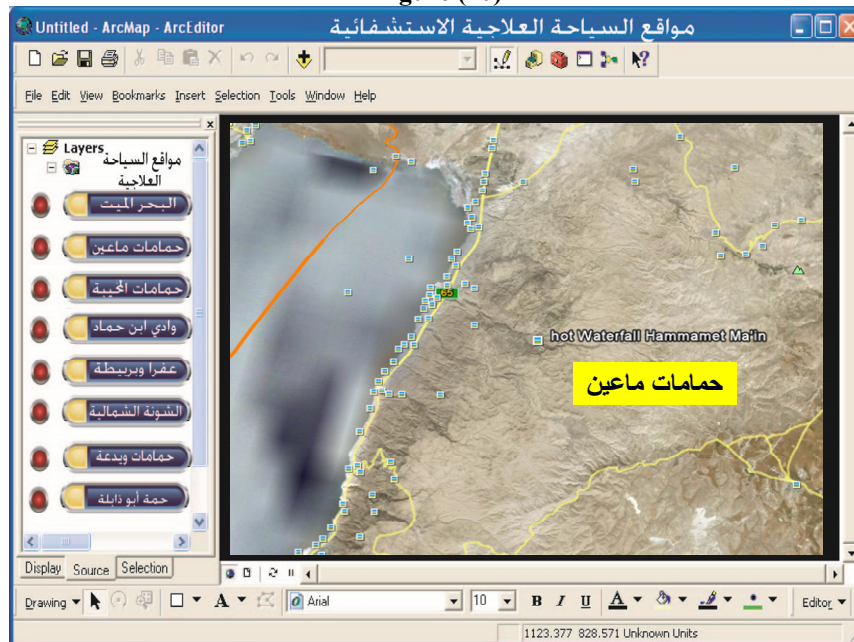 Untitled - ArcMap - ArcEditor
مواقع السياحة العلاجية الاستشفائية
File Edit View Bookmarks Insert Selection Tools Window Help
Layers
مواقع السياحة
العلاجية
البحر الميت
حمامات ماعين
حمامات المخيبة
وادي ابن حماد
عفرا وبربيطة
الشونة الشمالية
حمامات وبدعة
حمة أبو ذابلة
65
hot Waterfall Hammamet Ma'in
حمامات ماعين
Display Source Selection
Drawing A Arial 10 B I U A Editor
1123.377 828.571 Unknown Units